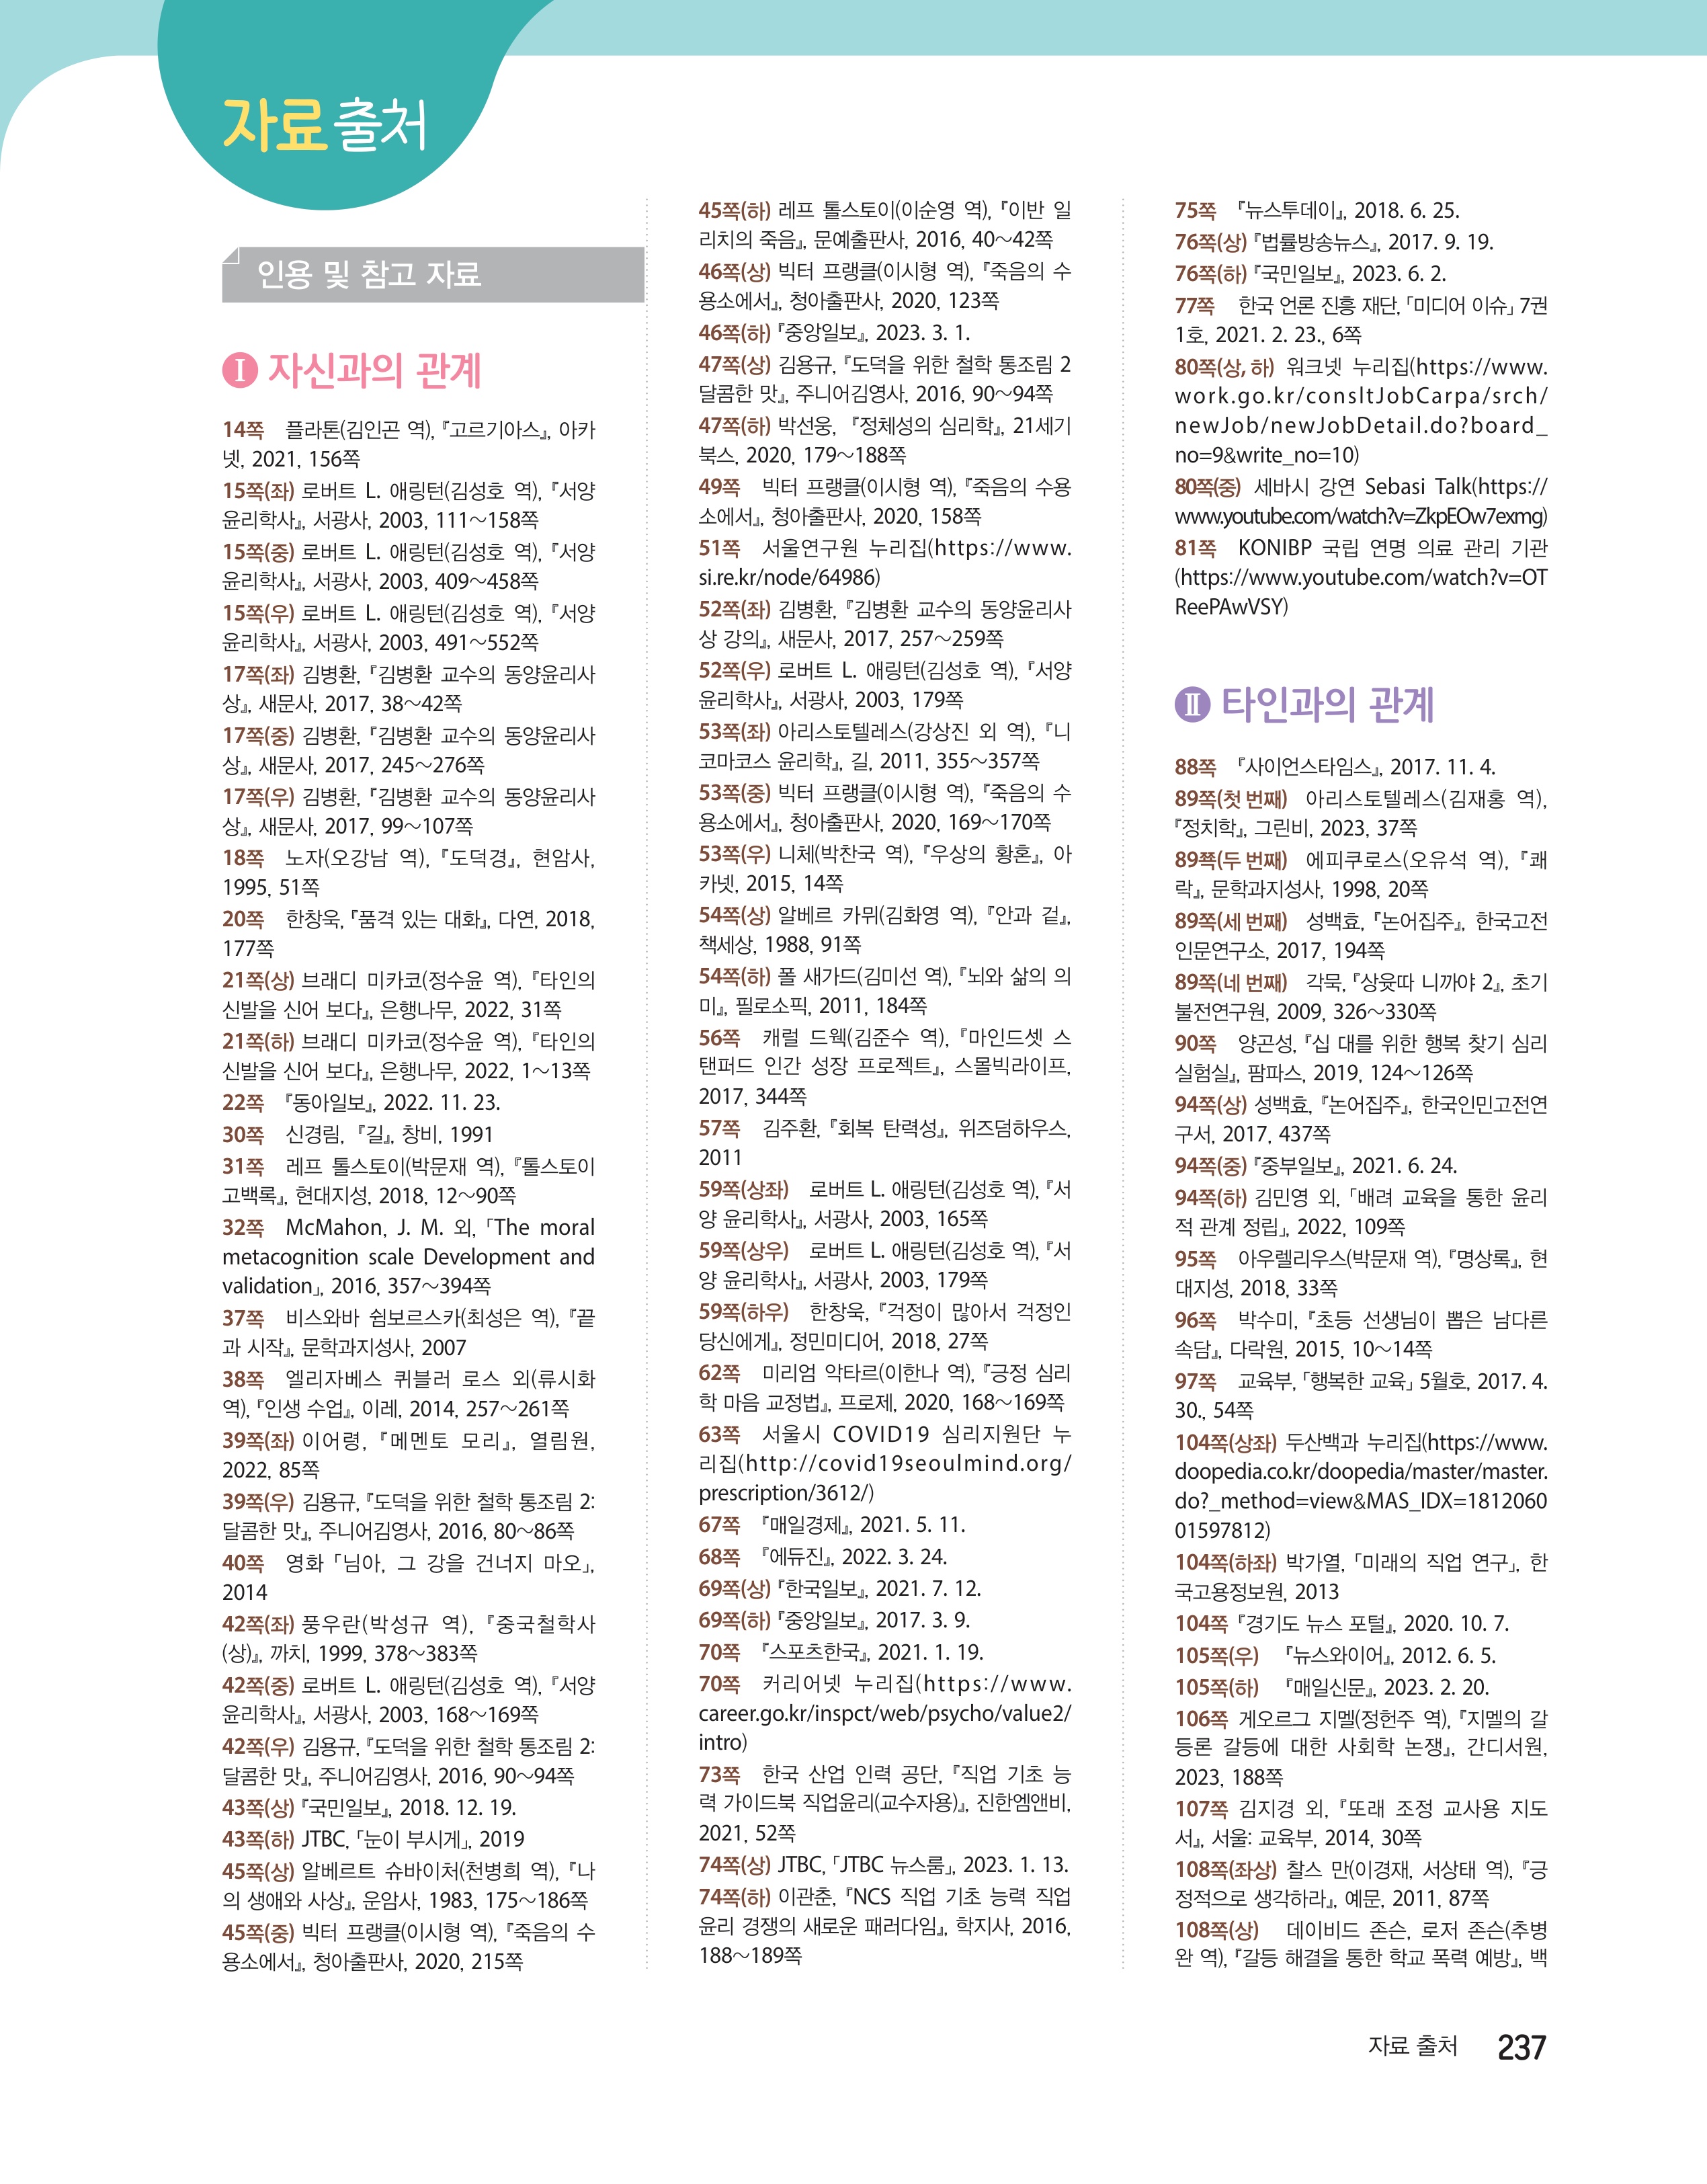 자료 출처
인용 및 참고 자료
Ⅰ 자신과의 관계
14쪽 플라톤(김인곤 역), 『고르기아스』, 아카
넷, 2021, 156쪽
15쪽(좌) 로버트 L. 애링턴(김성호 역), 『서양
윤리학사』, 서광사, 2003, 111～158쪽
15쪽(중) 로버트 L. 애링턴(김성호 역), 『서양
윤리학사』, 서광사, 2003, 409～458쪽
15쪽(우) 로버트 L. 애링턴(김성호 역), 『서양
윤리학사』, 서광사, 2003, 491～552쪽
17쪽(좌) 김병환, 『김병환 교수의 동양윤리사
상』, 새문사, 2017, 38～42쪽
17쪽(중) 김병환, 『김병환 교수의 동양윤리사
상』, 새문사, 2017, 245～276쪽
17쪽(우) 김병환, 『김병환 교수의 동양윤리사
상』, 새문사, 2017, 99～107쪽
18쪽 노자(오강남 역), 『도덕경』, 현암사,
1995, 51쪽
20쪽 한창욱, 『품격 있는 대화』, 다연, 2018,
177쪽
21쪽(상) 브래디 미카코(정수윤 역), 『타인의
신발을 신어 보다』, 은행나무, 2022, 31쪽
21쪽(하) 브래디 미카코(정수윤 역), 『타인의
신발을 신어 보다』, 은행나무, 2022, 1～13쪽
22쪽 『동아일보』, 2022. 11. 23.
30쪽 신경림, 『길』, 창비, 1991
31쪽 레프 톨스토이(박문재 역), 『톨스토이
고백록』, 현대지성, 2018, 12～90쪽
32쪽 McMahon, J. M. 외, 「The moral
metacognition scale Development and
validation」, 2016, 357～394쪽
37쪽 비스와바 쉼보르스카(최성은 역), 『끝
과 시작』, 문학과지성사, 2007
38쪽 엘리자베스 퀴블러 로스 외(류시화
역), 『인생 수업』, 이레, 2014, 257～261쪽
39쪽(좌) 이어령, 『메멘토 모리』, 열림원,
2022, 85쪽
39쪽(우) 김용규, 『도덕을 위한 철학 통조림 2:
달콤한 맛』, 주니어김영사, 2016, 80～86쪽
40쪽 영화 「님아, 그 강을 건너지 마오」,
2014
42쪽(좌) 풍우란(박성규 역), 『중국철학사
(상)』, 까치, 1999, 378～383쪽
42쪽(중) 로버트 L. 애링턴(김성호 역), 『서양
윤리학사』, 서광사, 2003, 168～169쪽
42쪽(우) 김용규, 『도덕을 위한 철학 통조림 2:
달콤한 맛』, 주니어김영사, 2016, 90～94쪽
43쪽(상) 『국민일보』, 2018. 12. 19.
43쪽(하) JTBC, 「눈이 부시게」, 2019
45쪽(상) 알베르트 슈바이처(천병희 역), 『나
의 생애와 사상』, 운암사, 1983, 175～186쪽
45쪽(중) 빅터 프랭클(이시형 역), 『죽음의 수
용소에서』, 청아출판사, 2020, 215쪽
45쪽(하) 레프 톨스토이(이순영 역), 『이반 일
리치의 죽음』, 문예출판사, 2016, 40～42쪽
46쪽(상) 빅터 프랭클(이시형 역), 『죽음의 수
용소에서』, 청아출판사, 2020, 123쪽
46쪽(하) 『중앙일보』, 2023. 3. 1.
47쪽(상) 김용규, 『도덕을 위한 철학 통조림 2
달콤한 맛』, 주니어김영사, 2016, 90～94쪽
47쪽(하) 박선웅, 『정체성의 심리학』, 21세기
북스, 2020, 179～188쪽
49쪽 빅터 프랭클(이시형 역), 『죽음의 수용
소에서』, 청아출판사, 2020, 158쪽
51쪽 서울연구원 누리집(https://www.
si.re.kr/node/64986)
52쪽(좌) 김병환, 『김병환 교수의 동양윤리사
상 강의』, 새문사, 2017, 257～259쪽
52쪽(우) 로버트 L. 애링턴(김성호 역), 『서양
윤리학사』, 서광사, 2003, 179쪽
53쪽(좌) 아리스토텔레스(강상진 외 역), 『니
코마코스 윤리학』, 길, 2011, 355～357쪽
53쪽(중) 빅터 프랭클(이시형 역), 『죽음의 수
용소에서』, 청아출판사, 2020, 169～170쪽
53쪽(우) 니체(박찬국 역), 『우상의 황혼』, 아
카넷, 2015, 14쪽
54쪽(상) 알베르 카뮈(김화영 역), 『안과 겉』,
책세상, 1988, 91쪽
54쪽(하) 폴 새가드(김미선 역), 『뇌와 삶의 의
미』, 필로소픽, 2011, 184쪽
56쪽 캐럴 드웩(김준수 역), 『마인드셋 스
탠퍼드 인간 성장 프로젝트』, 스몰빅라이프,
2017, 344쪽
57쪽 김주환, 『회복 탄력성』, 위즈덤하우스,
2011
59쪽(상좌) 로버트 L. 애링턴(김성호 역), 『서
양 윤리학사』, 서광사, 2003, 165쪽
59쪽(상우) 로버트 L. 애링턴(김성호 역), 『서
양 윤리학사』, 서광사, 2003, 179쪽
59쪽(하우) 한창욱, 『걱정이 많아서 걱정인
당신에게』, 정민미디어, 2018, 27쪽
62쪽 미리엄 악타르(이한나 역), 『긍정 심리
학 마음 교정법』, 프로제, 2020, 168～169쪽
63쪽 서울시 COVID19 심리지원단 누
리집(http://covid19seoulmind.org/
prescription/3612/)
67쪽 『매일경제』, 2021. 5. 11.
68쪽 『에듀진』, 2022. 3. 24.
69쪽(상) 『한국일보』, 2021. 7. 12.
69쪽(하) 『중앙일보』, 2017. 3. 9.
70쪽 『스포츠한국』, 2021. 1. 19.
70쪽 커리어넷 누리집(https://www.
career.go.kr/inspct/web/psycho/value2/
intro)
73쪽 한국 산업 인력 공단, 『직업 기초 능
력 가이드북 직업윤리(교수자용)』, 진한엠앤비,
2021, 52쪽
74쪽(상) JTBC, 「JTBC 뉴스룸」, 2023. 1. 13.
74쪽(하) 이관춘, 『NCS 직업 기초 능력 직업
윤리 경쟁의 새로운 패러다임』, 학지사, 2016,
188～189쪽
75쪽 『뉴스투데이』, 2018. 6. 25.
76쪽(상) 『법률방송뉴스』, 2017. 9. 19.
76쪽(하) 『국민일보』, 2023. 6. 2.
77쪽 한국 언론 진흥 재단, 「미디어 이슈」 7권
1호, 2021. 2. 23., 6쪽
80쪽(상, 하) 워크넷 누리집(https://www.
work.go.kr/consltJobCarpa/srch/
newJob/newJobDetail.do?board_
no=9&write_no=10)
80쪽(중) 세바시 강연 Sebasi Talk(https://
www.youtube.com/watch?v=ZkpEOw7exmg)
81쪽 KONIBP 국립 연명 의료 관리 기관
(https://www.youtube.com/watch?v=OT
ReePAwVSY)
Ⅱ 타인과의 관계
88쪽 『사이언스타임스』, 2017. 11. 4.
89쪽(첫 번째) 아리스토텔레스(김재홍 역),
『정치학』, 그린비, 2023, 37쪽
89쪽(두 번째) 에피쿠로스(오유석 역), 『쾌
락』, 문학과지성사, 1998, 20쪽
89쪽(세 번째) 성백효, 『논어집주』, 한국고전
인문연구소, 2017, 194쪽
89쪽(네 번째) 각묵, 『상윳따 니까야 2』, 초기
불전연구원, 2009, 326～330쪽
90쪽 양곤성, 『십 대를 위한 행복 찾기 심리
실험실』, 팜파스, 2019, 124～126쪽
94쪽(상) 성백효, 『논어집주』, 한국인민고전연
구서, 2017, 437쪽
94쪽(중) 『중부일보』, 2021. 6. 24.
94쪽(하) 김민영 외, 「배려 교육을 통한 윤리
적 관계 정립」, 2022, 109쪽
95쪽 아우렐리우스(박문재 역), 『명상록』, 현
대지성, 2018, 33쪽
96쪽 박수미, 『초등 선생님이 뽑은 남다른
속담』, 다락원, 2015, 10～14쪽
97쪽 교육부, 「행복한 교육」 5월호, 2017. 4.
30., 54쪽
104쪽(상좌) 두산백과 누리집(https://www.
doopedia.co.kr/doopedia/master/master.
do?_method=view&MAS_IDX=1812060
01597812)
104쪽(하좌) 박가열, 「미래의 직업 연구」, 한
국고용정보원, 2013
104쪽 『경기도 뉴스 포털』, 2020. 10. 7.
105쪽(우) 『뉴스와이어』, 2012. 6. 5.
105쪽(하) 『매일신문』, 2023. 2. 20.
106쪽 게오르그 지멜(정헌주 역), 『지멜의 갈
등론 갈등에 대한 사회학 논쟁』, 간디서원,
2023, 188쪽
107쪽 김지경 외, 『또래 조정 교사용 지도
서』, 서울: 교육부, 2014, 30쪽
108쪽(좌상) 찰스 만(이경재, 서상태 역), 『긍
정적으로 생각하라』, 예문, 2011, 87쪽
108쪽(상) 데이비드 존슨, 로저 존슨(추병
완 역), 『갈등 해결을 통한 학교 폭력 예방』, 백
자료 출처 237